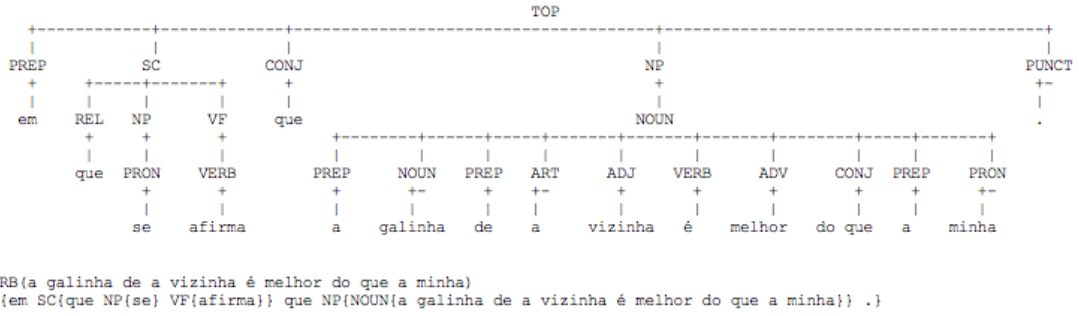 TOP
PREP SC CONJ NP PUNCT
em REL NP VF que NOUN .
que PRON VERB PREP NOUN PREP ART ADJ VERB ADV CONJ PREP PRON
se afirma a galinha de a vizinha é melhor do que a minha
RB(a galinha de a vizinha é melhor do que a minha)
{em SC{que NP{se} VF{afirma}} que NP{NOUN{a galinha de a vizinha é melhor do que a minha}} .}